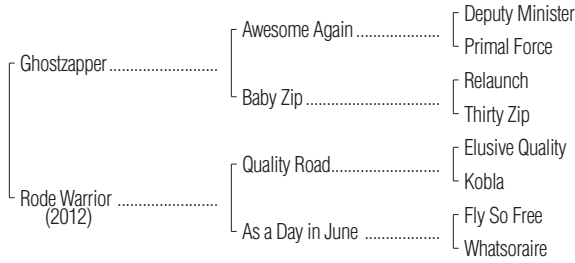 Deputy Minister
Awesome Again ....................
Primal Force
Ghostzapper ..........................
Relaunch
Baby Zip ................................
Thirty Zip
Elusive Quality
Quality Road..........................
Kobla
Rode Warrior ........................
(2012)
Fly So Free
As a Day in June ..................
Whatsoraire